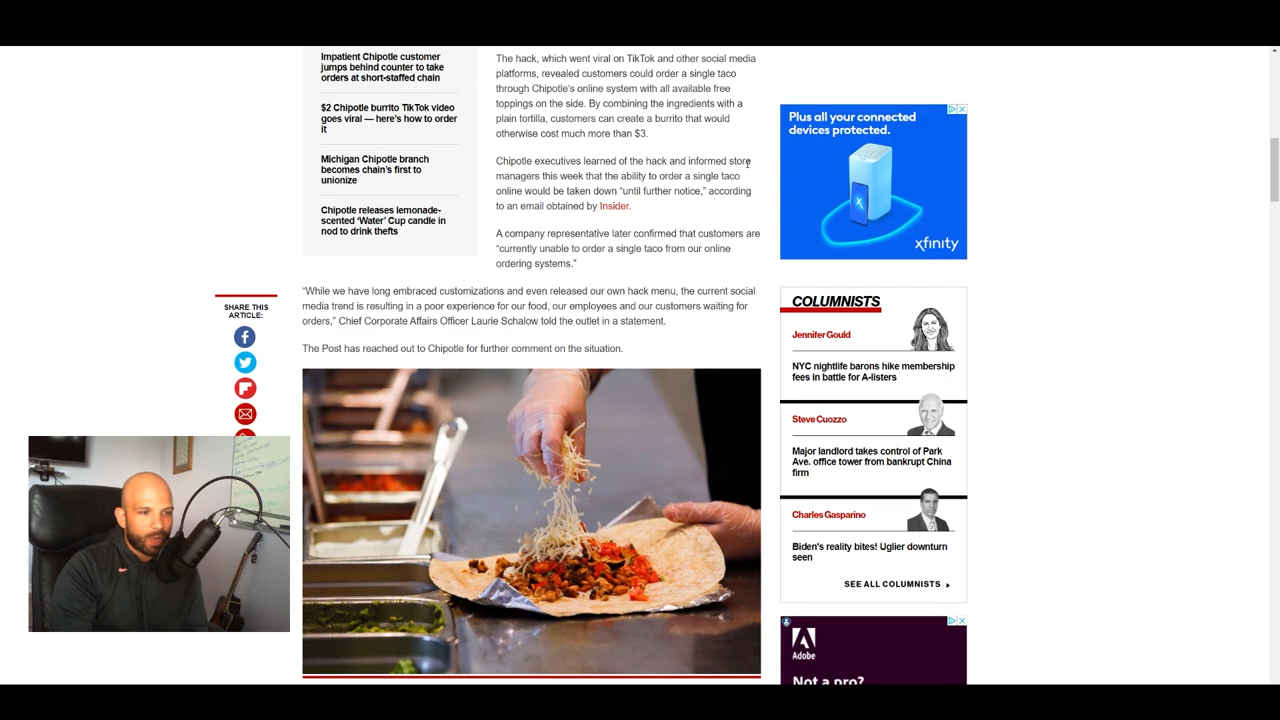 Impatient Chipotle customer
jumps behind counter to take
orders at short-staffed chain
$2 Chipotle burrito TikTok video
goes viral — here's how to order
it
Michigan Chipotle branch
becomes chain's first to
unionize
Chipotle releases lemonade-
scented ‘Water’ Cup candle in
nod to drink thefts
The hack, which went viral on TikTok and other social media
platforms, revealed customers could order a single taco
through Chipotle's online system with all available free
toppings on the side. By combining the ingredients with a
plain tortilla, customers can create a burrito that would
otherwise cost much more than $3.
Chipotle executives learned of the hack and informed store
managers this week that the ability to order a single taco
online would be taken down “until further notice,” according
to an email obtained by Insider.
A company representative later confirmed that customers are
“currently unable to order a single taco from our online
ordering systems.”
“While we have long embraced customizations and even released our own hack menu, the current social
media trend is resulting in a poor experience for our food, our employees and our customers waiting for
orders,” Chief Corporate Affairs Officer Laurie Schalow told the outlet in a statement.
The Post has reached out to Chipotle for further comment on the situation.
SHARE THIS
ARTICLE:
Plus all your connected
devices protected.
xfinity
COLUMNISTS
Jennifer Gould
NYC nightlife barons hike membership
fees in battle for A-listers
Steve Cuozzo
Major landlord takes control of Park
Ave. office tower from bankrupt China
firm
Charles Gasparino
Biden's reality bites! Uglier downturn
seen
SEE ALL COLUMNISTS
Adobe
Not a pro?